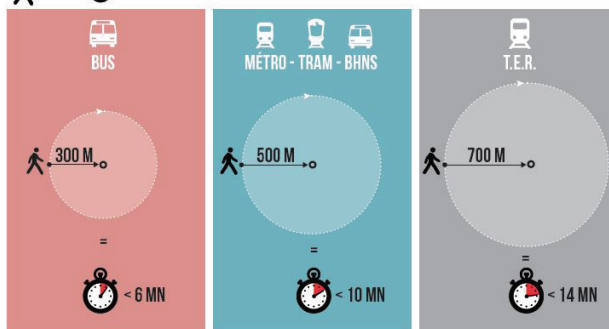 BUS
300 M
=
< 6 MN
MÉTRO - TRAM - BHNS
500 M
=
< 10 MN
T.E.R.
700 M
=
< 14 MN